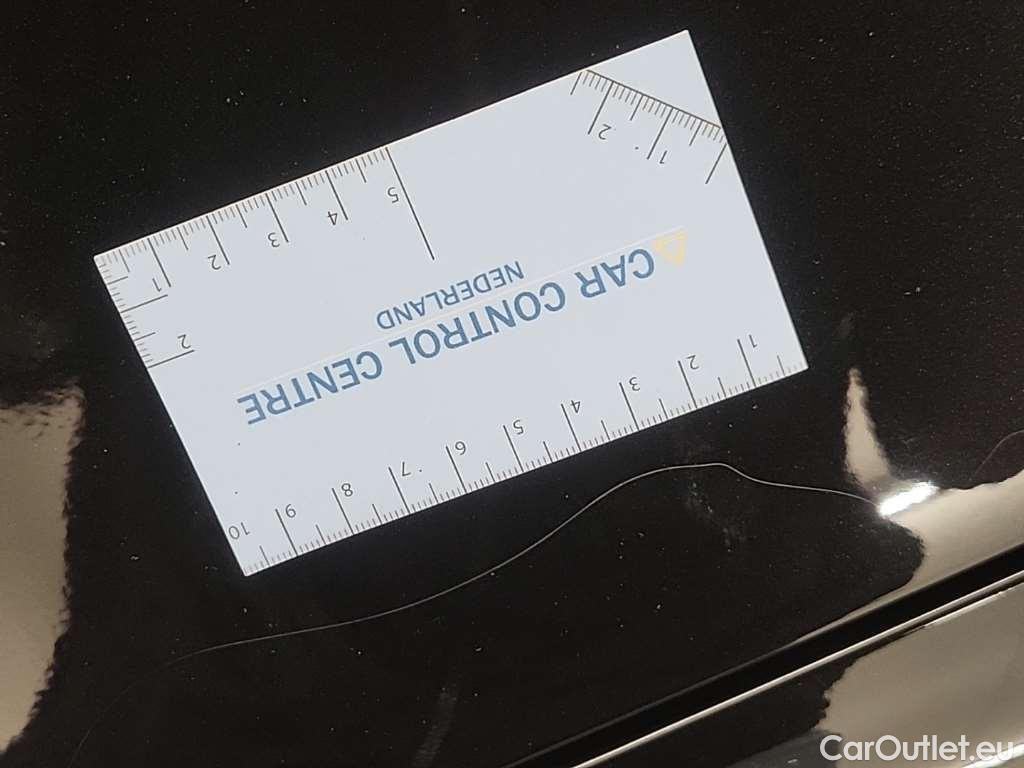 CAR CONTROL CENTRE
NEDERLAND
1 2 3 4 5 6 7 8 9 10
1 2 3 4 5
2
1 2
CarOutlet.eu